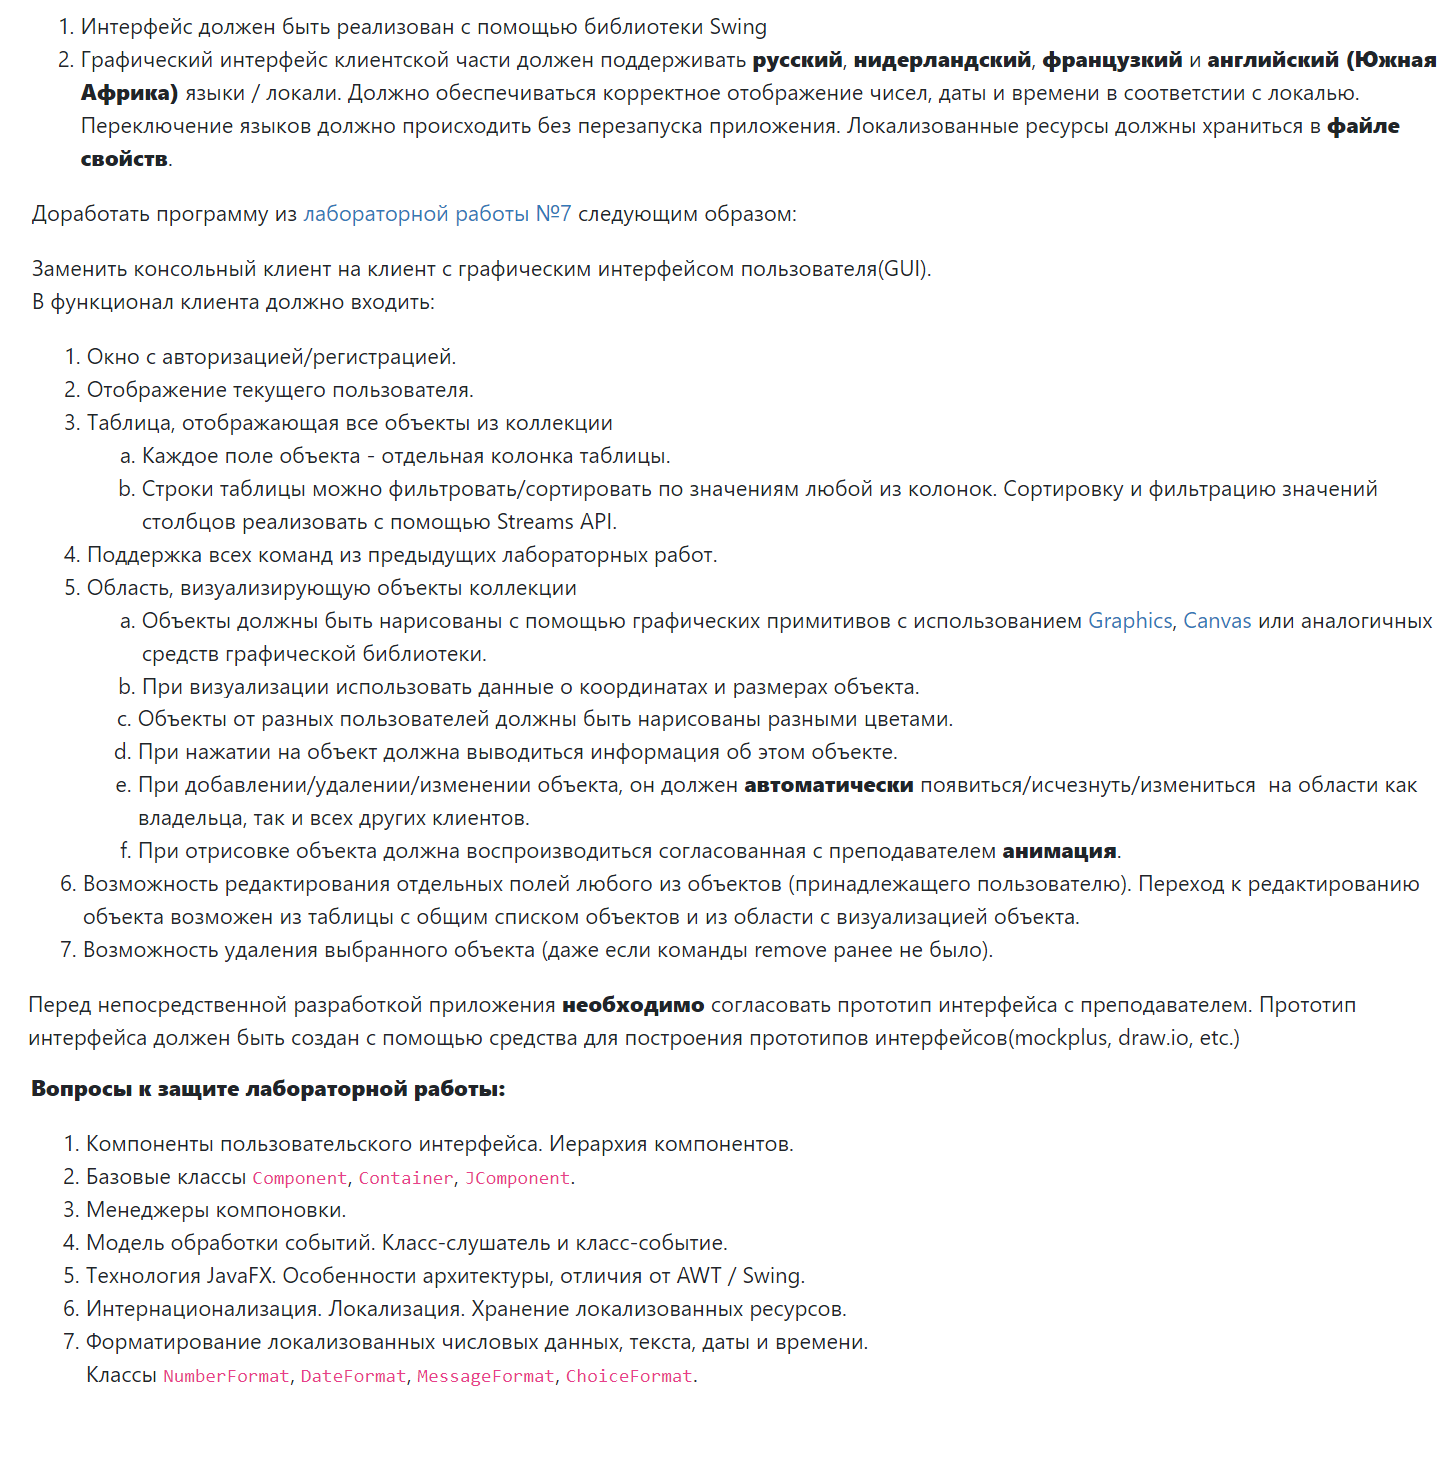 1. Интерфейс должен быть реализован с помощью библиотеки Swing
2. Графический интерфейс клиентской части должен поддерживать русский, нидерландский, французкий и английский (Южная
Африка) языки / локали. Должно обеспечиваться корректное отображение чисел, даты и времени в соответстии с локалью.
Переключение языков должно происходить без перезапуска приложения. Локализованные ресурсы должны храниться в файле
свойств.
Доработать программу из лабораторной работы №7 следующим образом:
Заменить консольный клиент на клиент с графическим интерфейсом пользователя(GUI).
В функционал клиента должно входить:
1. Окно с авторизацией/регистрацией.
2. Отображение текущего пользователя.
3. Таблица, отображающая все объекты из коллекции
a. Каждое поле объекта - отдельная колонка таблицы.
b. Строки таблицы можно фильтровать/сортировать по значениям любой из колонок. Сортировку и фильтрацию значений
столбцов реализовать с помощью Streams API.
4. Поддержка всех команд из предыдущих лабораторных работ.
5. Область, визуализирующую объекты коллекции
a. Объекты должны быть нарисованы с помощью графических примитивов с использованием Graphics, Canvas или аналогичных
средств графической библиотеки.
b. При визуализации использовать данные о координатах и размерах объекта.
c. Объекты от разных пользователей должны быть нарисованы разными цветами.
d. При нажатии на объект должна выводиться информация об этом объекте.
e. При добавлении/удалении/изменении объекта, он должен автоматически появиться/исчезнуть/измениться  на области как
владельца, так и всех других клиентов.
f. При отрисовке объекта должна воспроизводиться согласованная с преподавателем анимация.
6. Возможность редактирования отдельных полей любого из объектов (принадлежащего пользователю). Переход к редактированию
объекта возможен из таблицы с общим списком объектов и из области с визуализацией объекта.
7. Возможность удаления выбранного объекта (даже если команды remove ранее не было).
Перед непосредственной разработкой приложения необходимо согласовать прототип интерфейса с преподавателем. Прототип
интерфейса должен быть создан с помощью средства для построения прототипов интерфейсов(mockplus, draw.io, etc.)
Вопросы к защите лабораторной работы:
1. Компоненты пользовательского интерфейса. Иерархия компонентов.
2. Базовые классы Component, Container, JComponent.
3. Менеджеры компоновки.
4. Модель обработки событий. Класс-слушатель и класс-событие.
5. Технология JavaFX. Особенности архитектуры, отличия от AWT / Swing.
6. Интернационализация. Локализация. Хранение локализованных ресурсов.
7. Форматирование локализованных числовых данных, текста, даты и времени.
Классы NumberFormat, DateFormat, MessageFormat, ChoiceFormat.